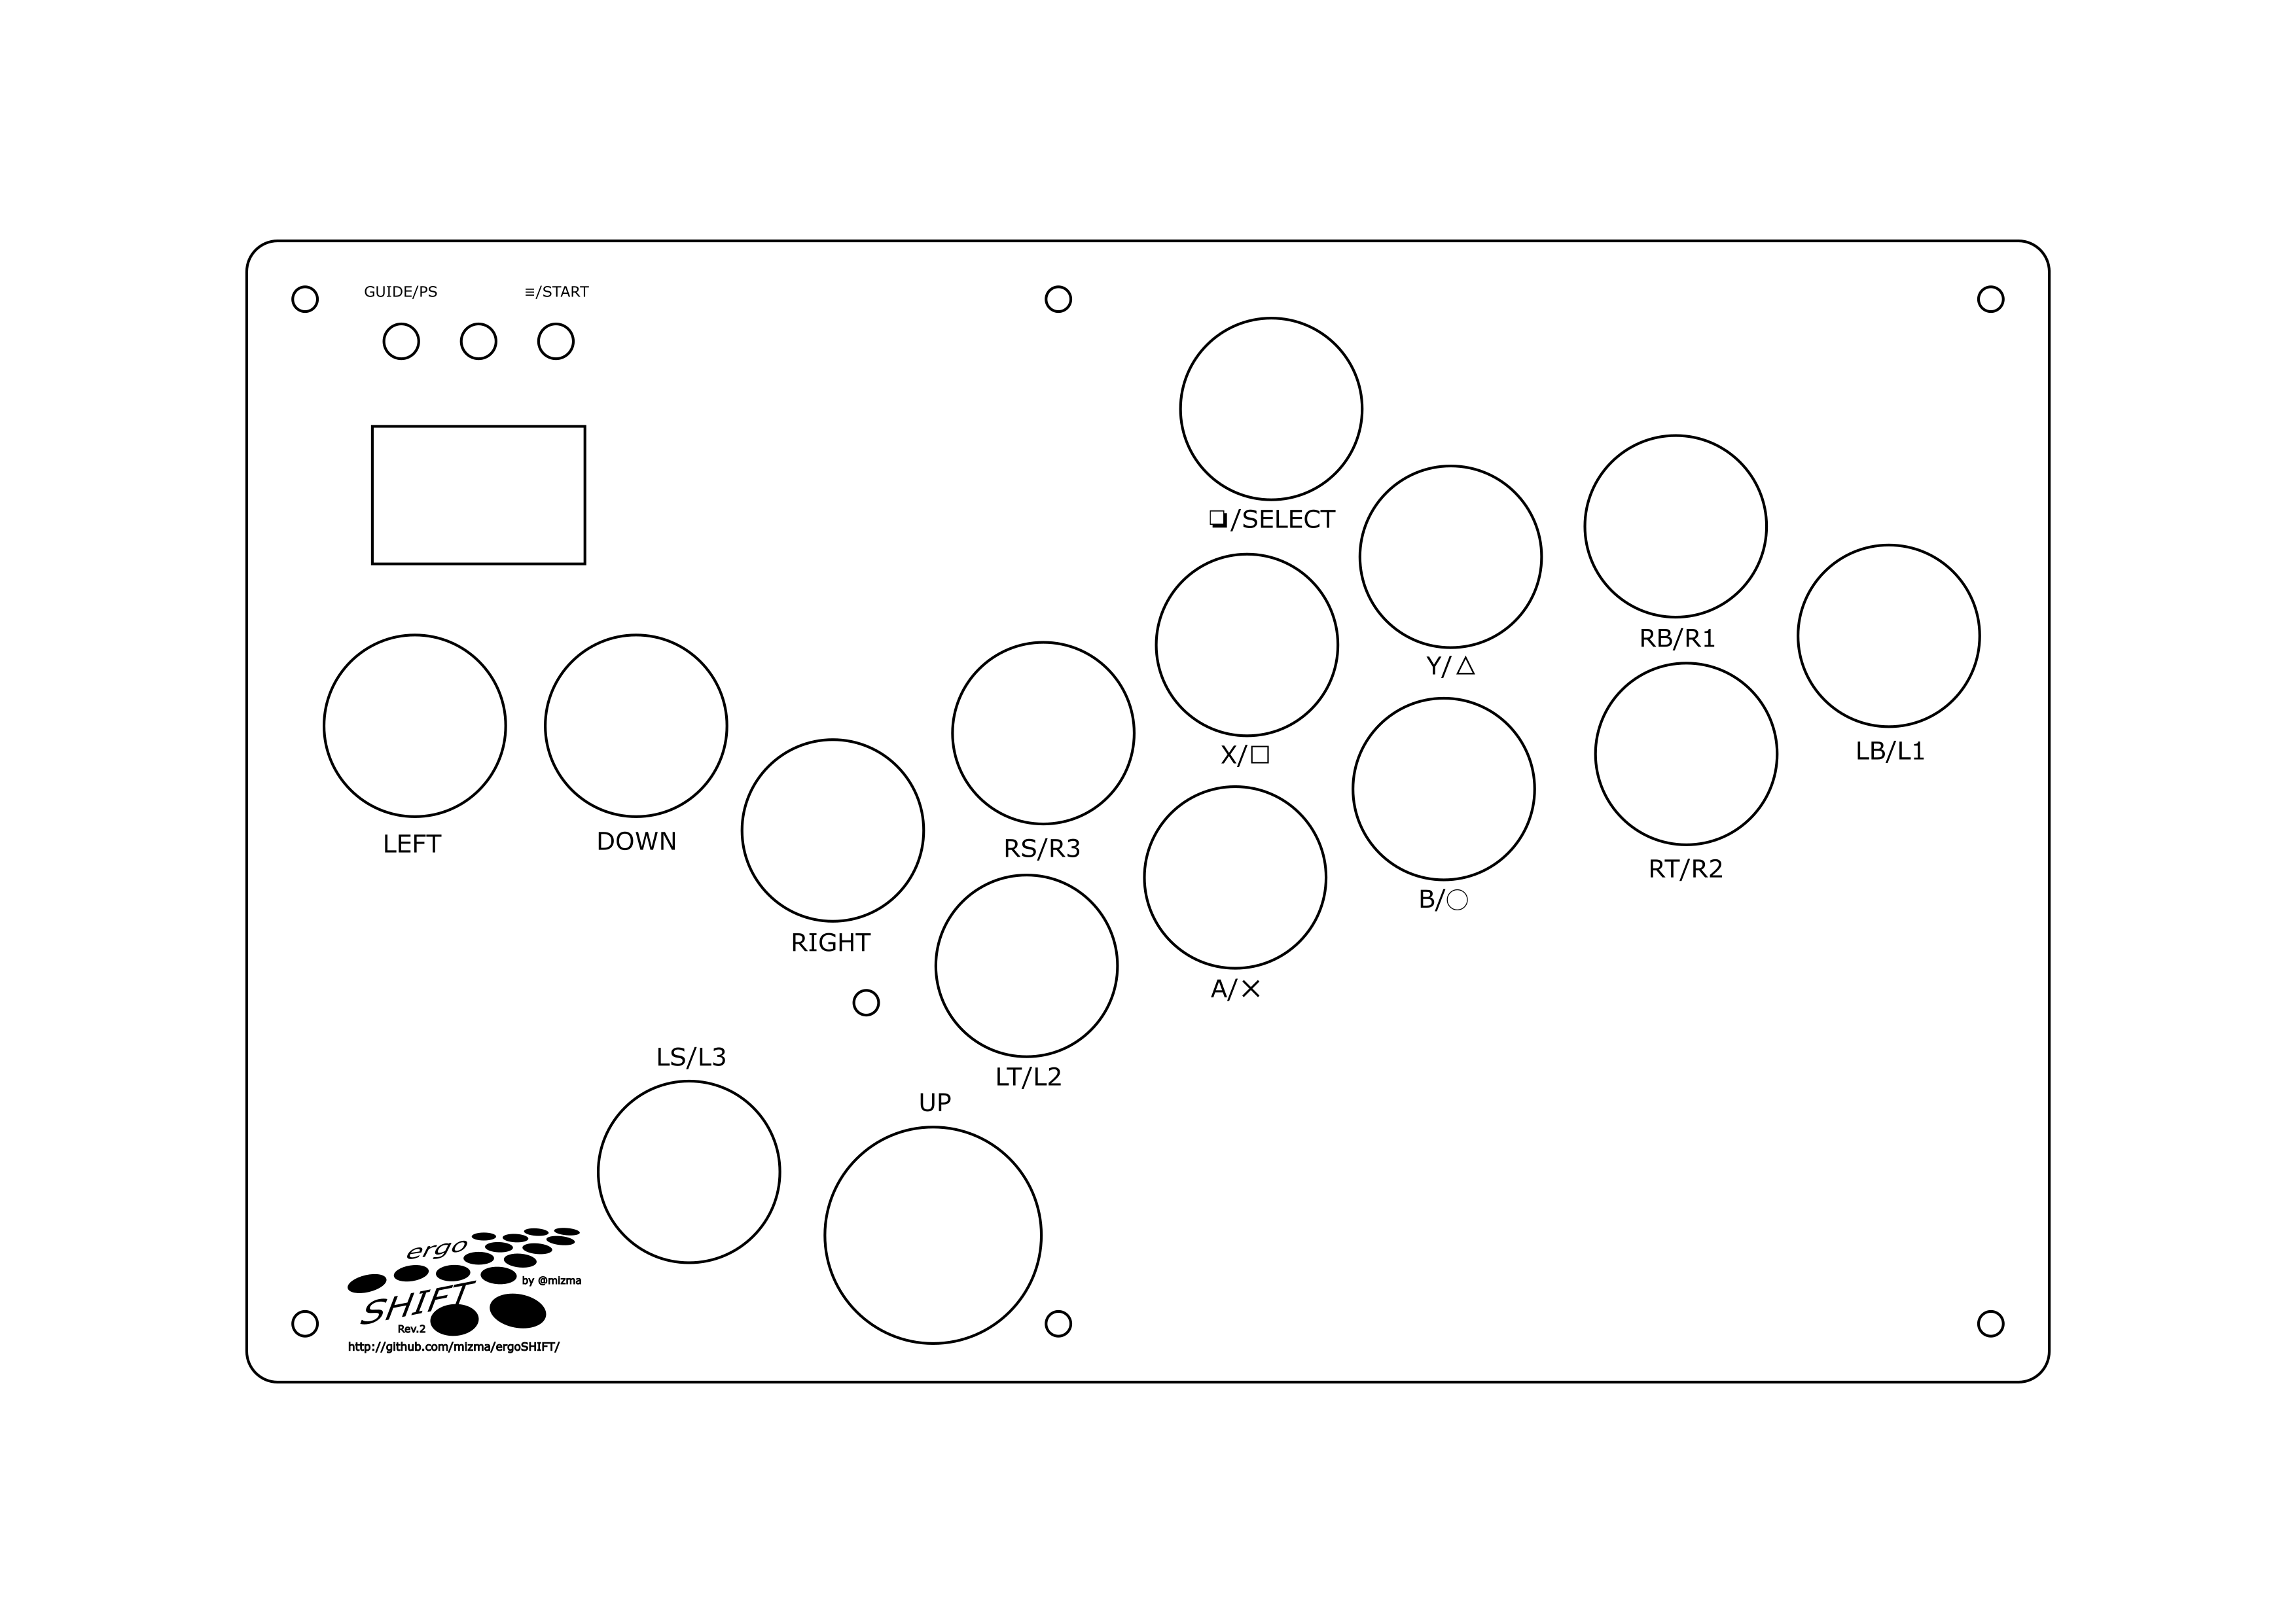 GUIDE/PS
≡/START
❏/SELECT
RB/R1
Y/△
LB/L1
X/□
LEFT
DOWN
RS/R3
RT/R2
B/○
RIGHT
A/×
LS/L3
LT/L2
UP
ergo
by @mizma
SHIFT
Rev.2
http://github.com/mizma/ergoSHIFT/